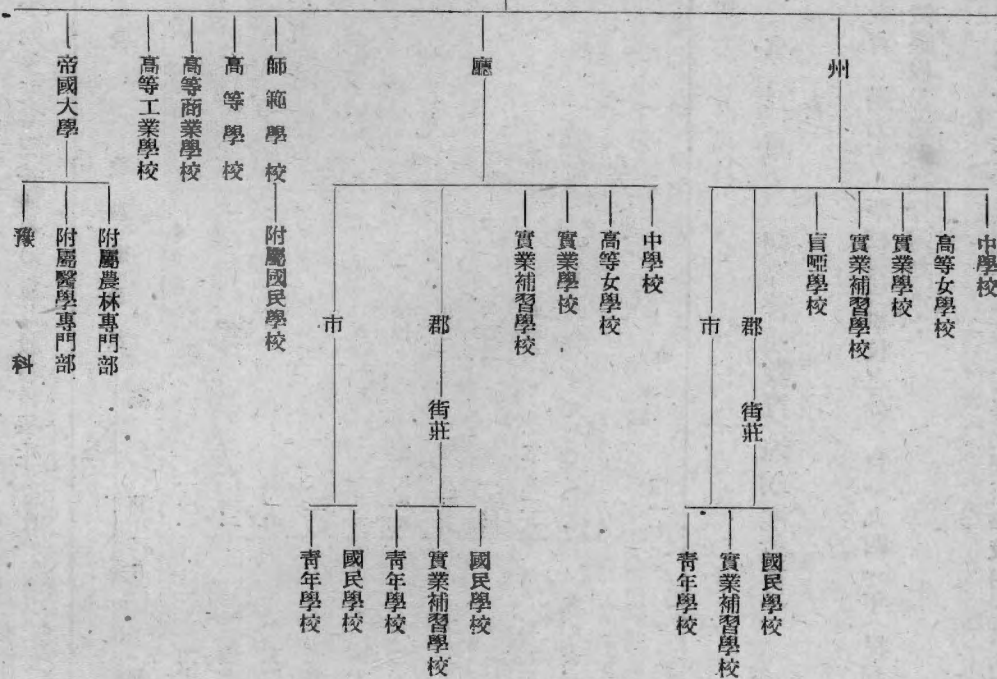 州
中學校
高等女學校
實業學校
實業補習學校
盲啞學校
郡
街莊
市
國民學校
實業補習學校
青年學校
廳
中學校
高等女學校
實業學校
實業補習學校
郡
街莊
國民學校
實業補習學校
青年學校
市
國民學校
青年學校
師範學校
附屬國民學校
高等學校
高等商業學校
高等工業學校
帝國大學
附屬農林專門部
附屬醫學專門部
豫科